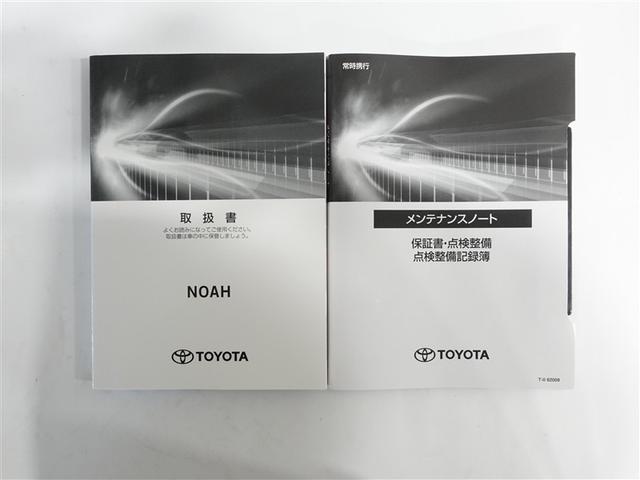 取扱書
よくお読みになってご使用ください。
取扱書は車の中に保管しましょう。
NOAH
TOYOTA
常時携行
メンテナンスノート
保証書・点検整備
点検整備記録簿
TOYOTA